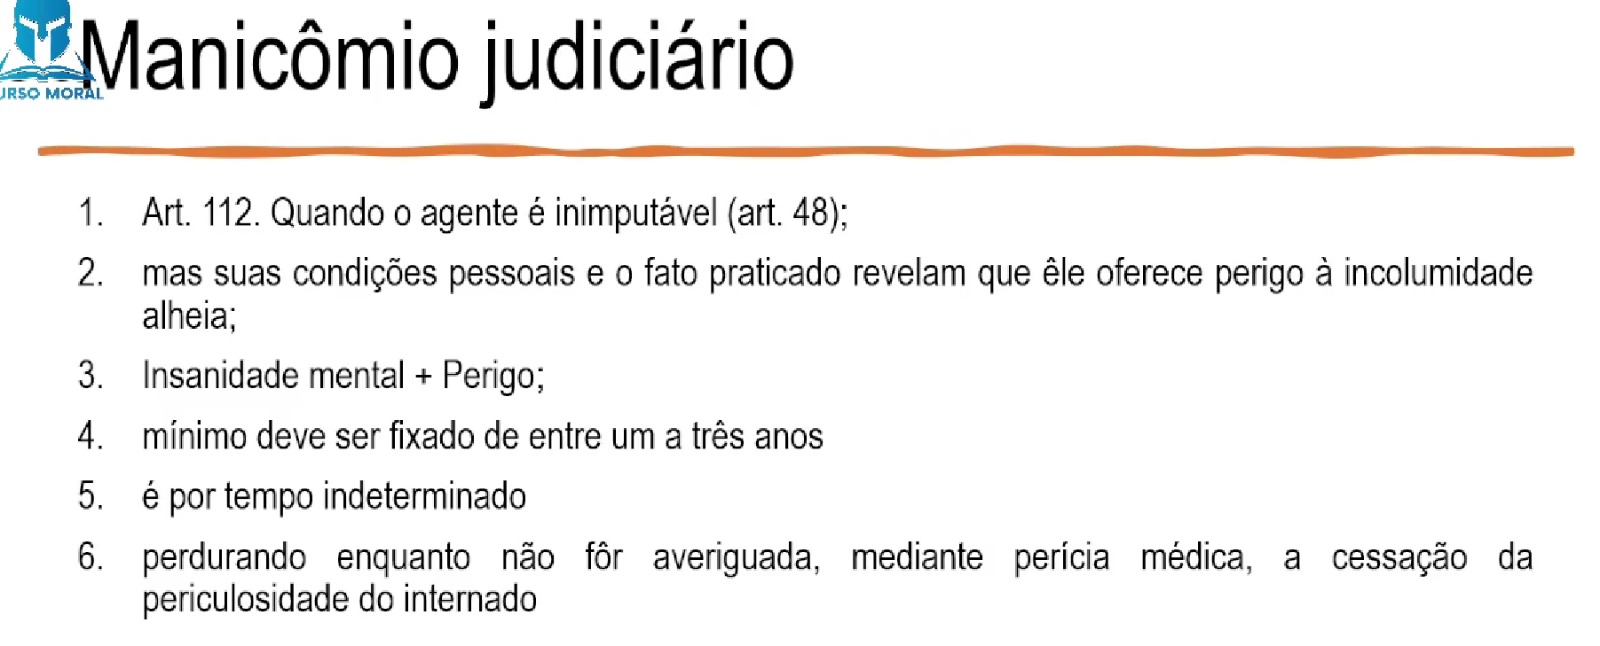 Manicômio judiciário
URSO MORAL
1. Art. 112. Quando o agente é inimputável (art. 48);
2. mas suas condições pessoais e o fato praticado revelam que êle oferece perigo à incolumidade
alheia;
3. Insanidade mental + Perigo;
4. mínimo deve ser fixado de entre um a três anos
5. é por tempo indeterminado
6. perdurando enquanto não fôr averiguada, mediante perícia médica, a cessação da
periculosidade do internado